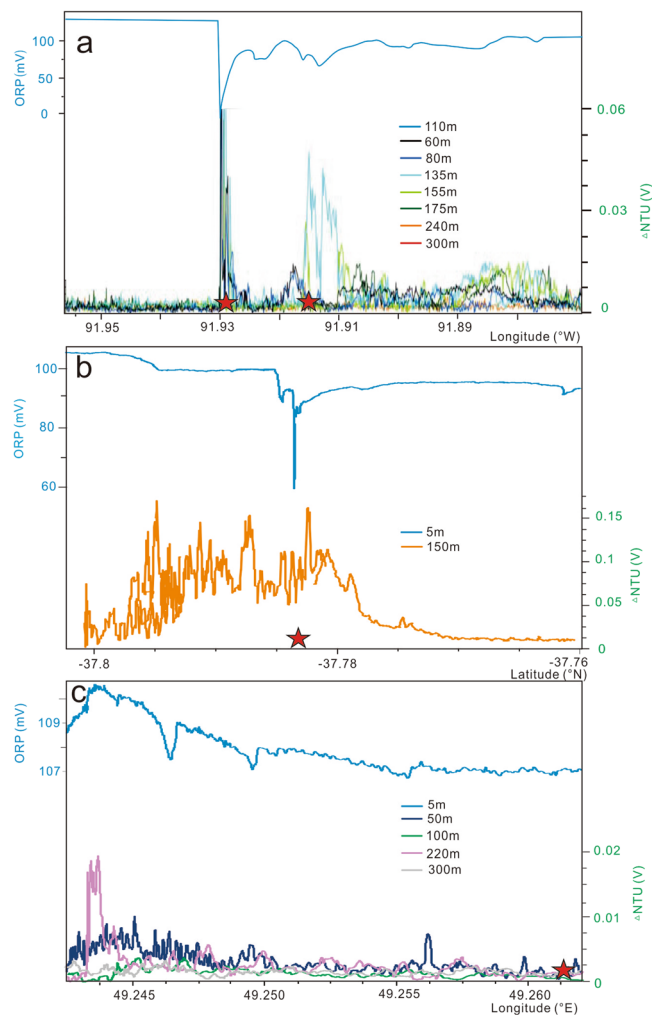 a
ORP (mV)
100
50
0
0.06
0.03
0
△NTU (V)
110m
60m
80m
135m
155m
175m
240m
300m
91.95
91.93
91.91
91.89
Longitude (°W)
b
ORP (mV)
100
80
60
0.15
0.1
0.05
0
△NTU (V)
5m
150m
-37.8
-37.78
-37.76
Latitude (°N)
c
ORP (mV)
109
107
0.02
0.01
0
△NTU (V)
5m
50m
100m
220m
300m
49.245
49.250
49.255
49.260
Longitude (°E)